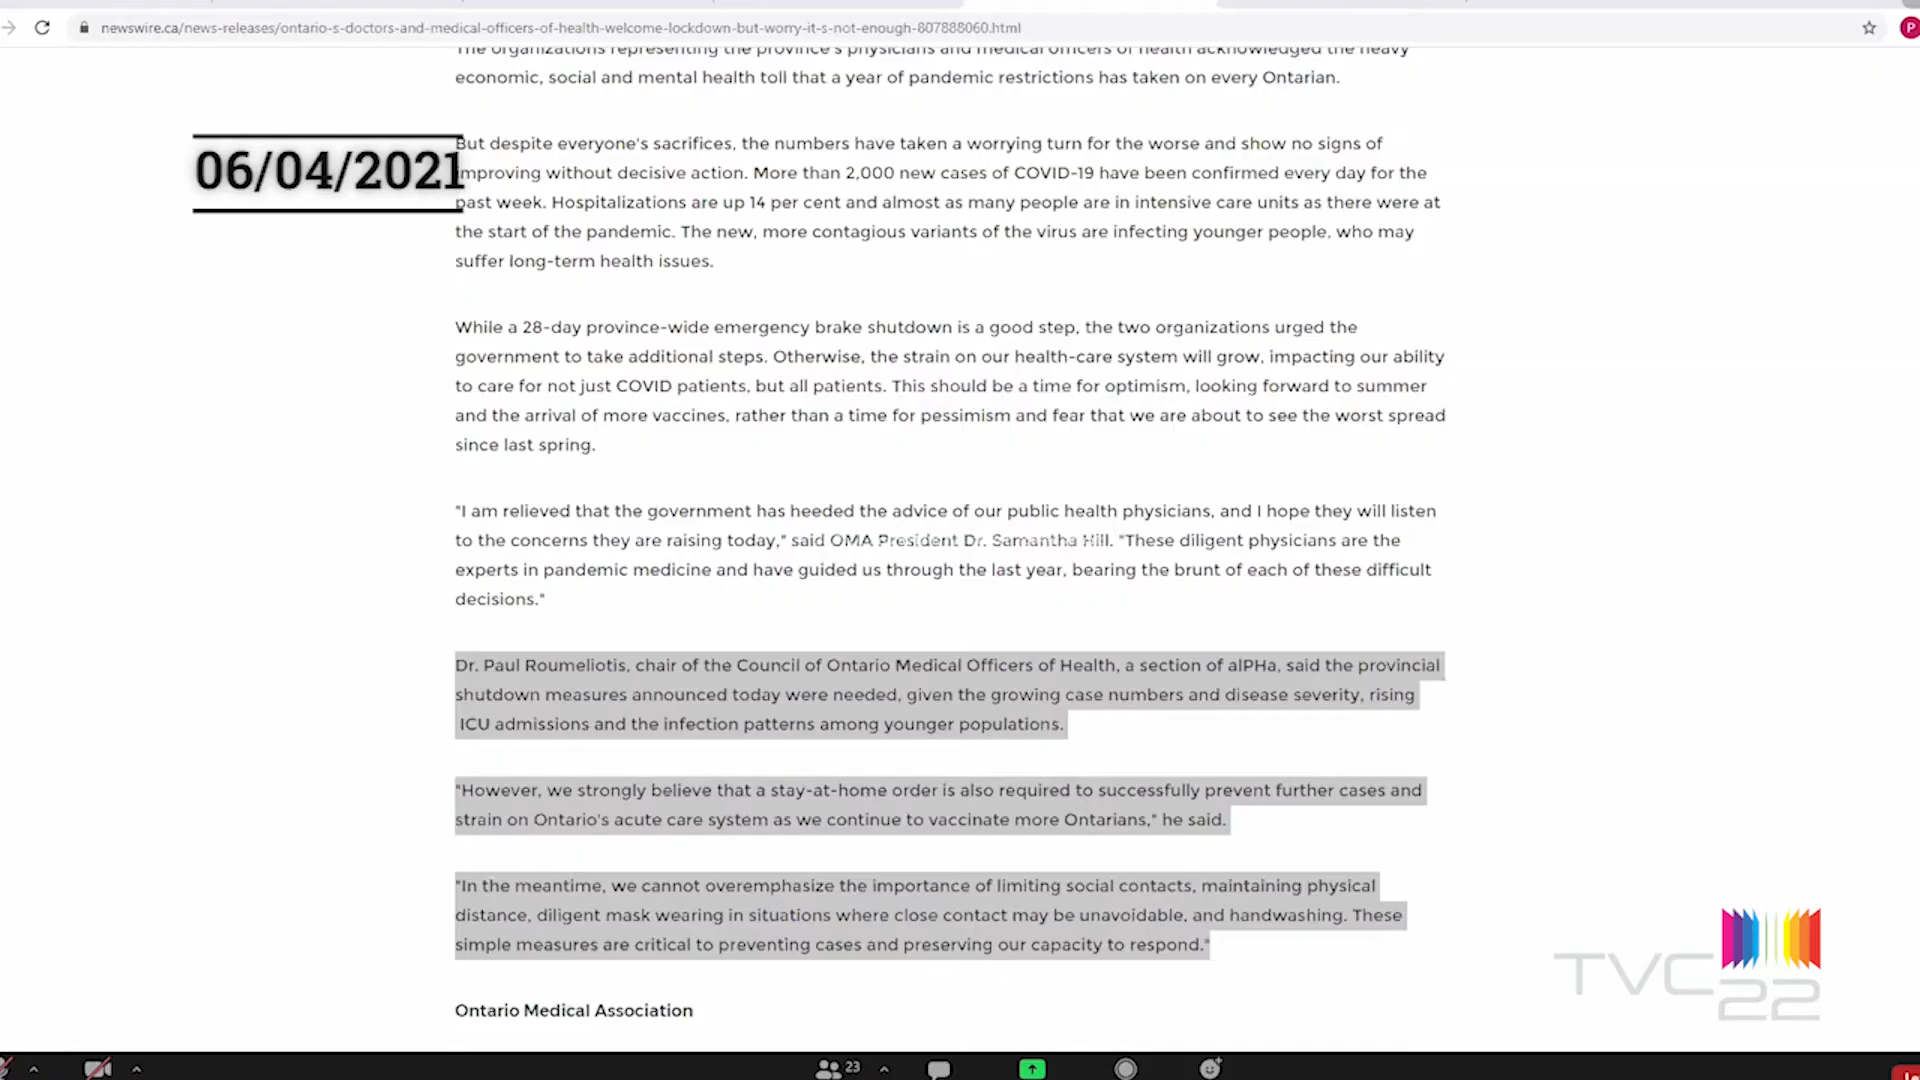 newswire.ca/news-releases/ontario-s-doctors-and-medical-officers-of-health-welcome-lockdown-but-worry-it-s-not-enough-807888060.html
P
The organizations representing the province's physicians and medical officers of health acknowledged the heavy
economic, social and mental health toll that a year of pandemic restrictions has taken on every Ontarian.
06/04/2021
But despite everyone's sacrifices, the numbers have taken a worrying turn for the worse and show no signs of
improving without decisive action. More than 2,000 new cases of COVID-19 have been confirmed every day for the
past week. Hospitalizations are up 14 per cent and almost as many people are in intensive care units as there were at
the start of the pandemic. The new, more contagious variants of the virus are infecting younger people, who may
suffer long-term health issues.
While a 28-day province-wide emergency brake shutdown is a good step, the two organizations urged the
government to take additional steps. Otherwise, the strain on our health-care system will grow, impacting our ability
to care for not just COVID patients, but all patients. This should be a time for optimism, looking forward to summer
and the arrival of more vaccines, rather than a time for pessimism and fear that we are about to see the worst spread
since last spring.
"I am relieved that the government has heeded the advice of our public health physicians, and I hope they will listen
to the concerns they are raising today," said OMA President Dr. Samantha Hill. "These diligent physicians are the
experts in pandemic medicine and have guided us through the last year, bearing the brunt of each of these difficult
decisions."
Dr. Paul Roumeliotis, chair of the Council of Ontario Medical Officers of Health, a section of alPHa, said the provincial
shutdown measures announced today were needed, given the growing case numbers and disease severity, rising
ICU admissions and the infection patterns among younger populations.
"However, we strongly believe that a stay-at-home order is also required to successfully prevent further cases and
strain on Ontario's acute care system as we continue to vaccinate more Ontarians," he said.
"In the meantime, we cannot overemphasize the importance of limiting social contacts, maintaining physical
distance, diligent mask wearing in situations where close contact may be unavoidable, and handwashing. These
simple measures are critical to preventing cases and preserving our capacity to respond."
Ontario Medical Association
TVC
22
23